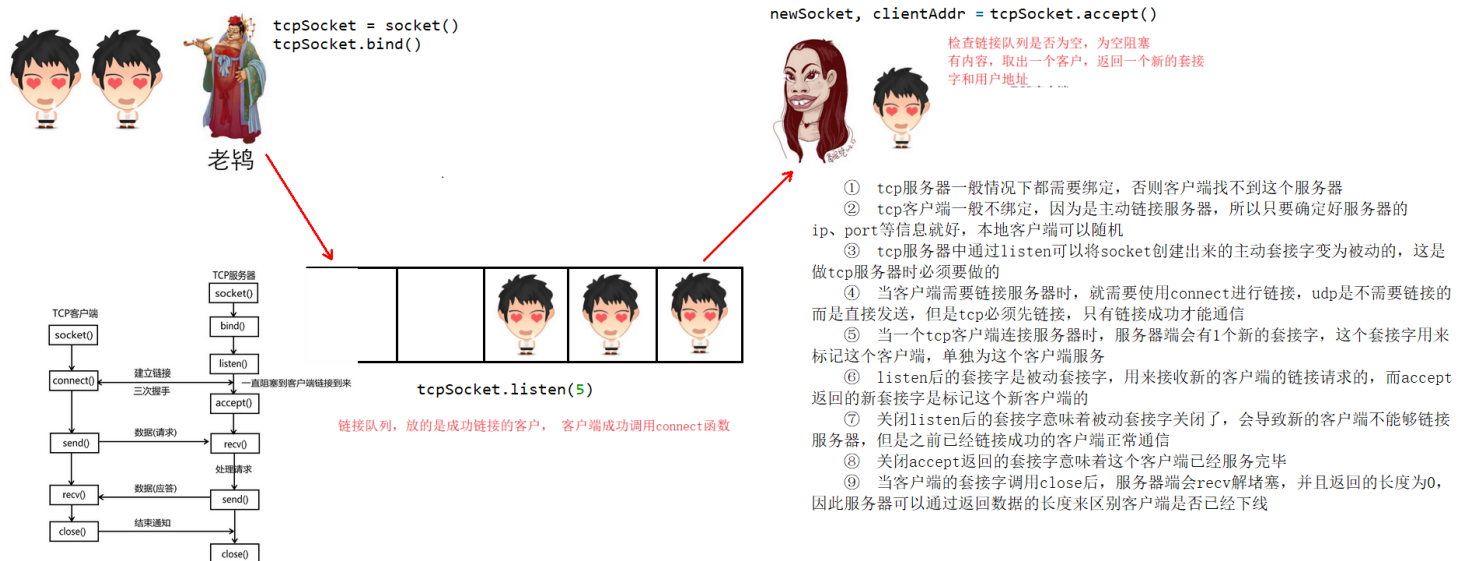 tcpSocket = socket()
tcpSocket.bind()
老鸨
newSocket, clientAddr = tcpSocket.accept()
检查链接队列是否为空，为空阻塞
有内容，取出一个客户，返回一个新的套接
字和用户地址
TCP客户端
socket()
connect()
send()
recv()
close()
TCP服务器
socket()
bind()
listen()
一直阻塞到客户端链接到来
accept()
recv()
处理请求
send()
close()
建立链接
三次握手
数据(请求)
数据(应答)
结束通知
tcpSocket.listen(5)
链接队列，放的是成功链接的客户， 客户端成功调用connect函数
① tcp服务器一般情况下都需要绑定，否则客户端找不到这个服务器
② tcp客户端一般不绑定，因为是主动链接服务器，所以只要确定好服务器的
ip、port等信息就好，本地客户端可以随机
③ tcp服务器中通过listen可以将socket创建出来的主动套接字变为被动的，这是
做tcp服务器时必须要做的
④ 当客户端需要链接服务器时，就需要使用connect进行链接，udp是不需要链接的
而是直接发送，但是tcp必须先链接，只有链接成功才能通信
⑤ 当一个tcp客户端连接服务器时，服务器端会有1个新的套接字，这个套接字用来
标记这个客户端，单独为这个客户端服务
⑥ listen后的套接字是被动套接字，用来接收新的客户端的链接请求的，而accept
返回的新套接字是标记这个新客户端的
⑦ 关闭listen后的套接字意味着被动套接字关闭了，会导致新的客户端不能够链接
服务器，但是之前已经链接成功的客户端正常通信
⑧ 关闭accept返回的套接字意味着这个客户端已经服务完毕
⑨ 当客户端的套接字调用close后，服务器端会recv解堵塞，并且返回的长度为0，
因此服务器可以通过返回数据的长度来区别客户端是否已经下线